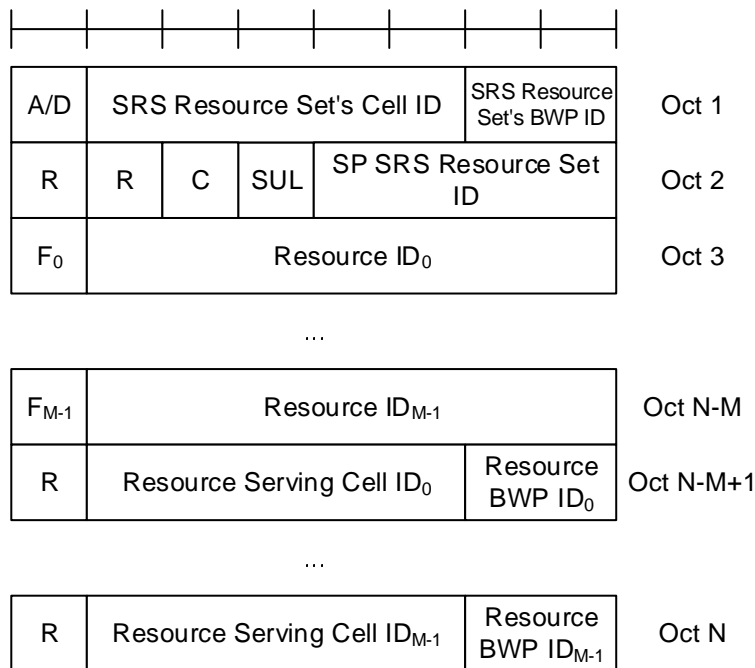 A/D SRS Resource Set's Cell ID SRS Resource Set's BWP ID Oct 1
R R C SUL SP SRS Resource Set ID Oct 2
F0 Resource ID0 Oct 3
...
FM-1 Resource IDM-1 Oct N-M
R Resource Serving Cell ID0 Resource BWP ID0 Oct N-M+1
...
R Resource Serving Cell IDM-1 Resource BWP IDM-1 Oct N